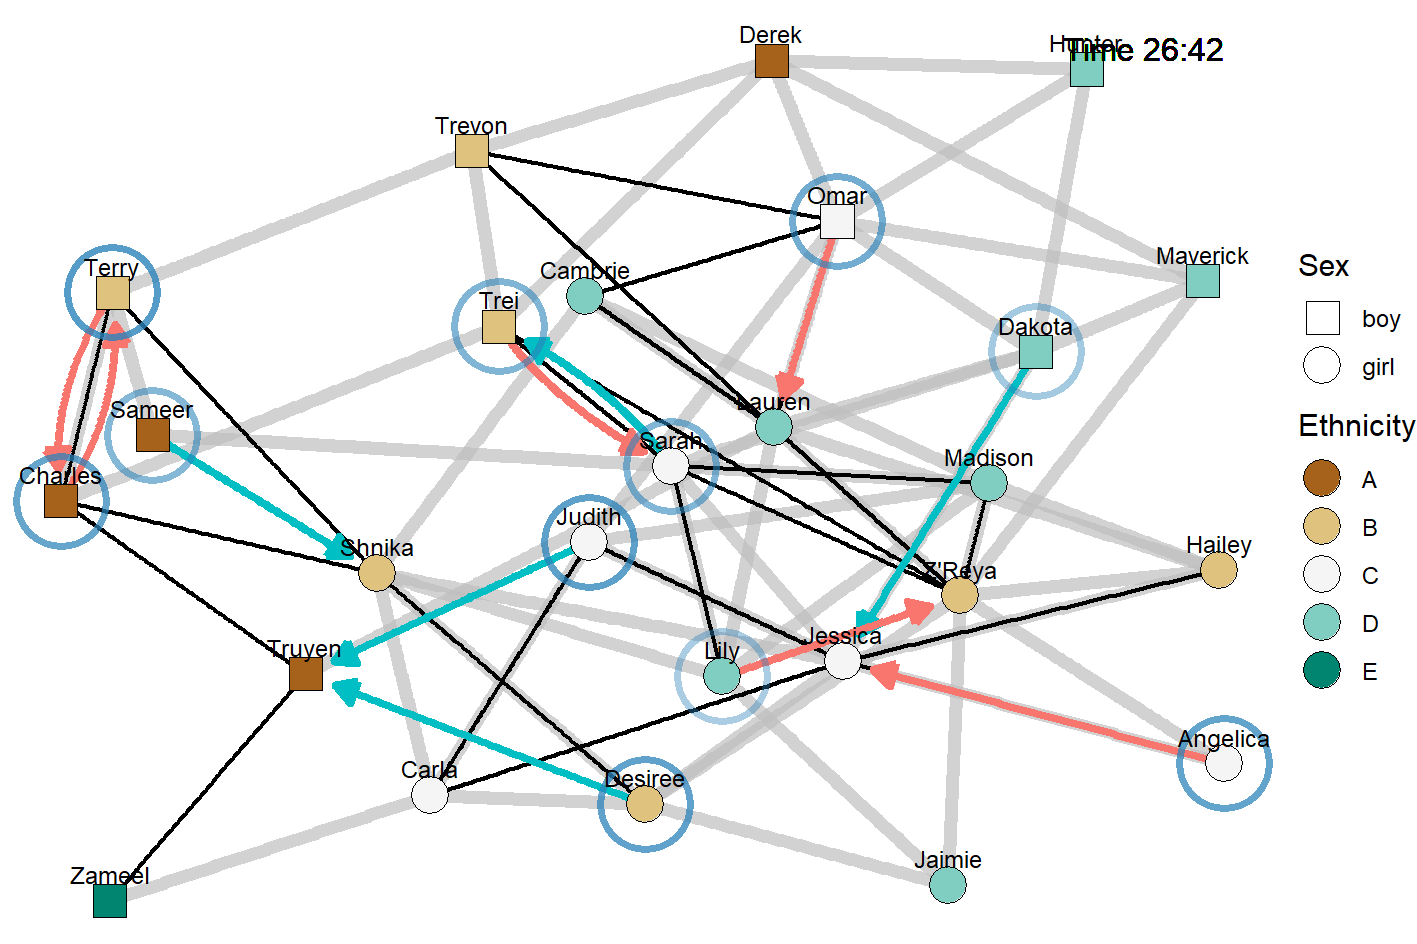 Derek
Hunter
Time 26:42
Trevon
Omar
Maverick
Terry
Cambrie
Trei
Dakota
Sameer
Lauren
Sarah
Madison
Charles
Judith
Shnika
Hailey
Z'Reya
Truyen
Lily
Jessica
Angelica
Carla
Desiree
Jaimie
Zameel
Sex
boy
girl
Ethnicity
A
B
C
D
E